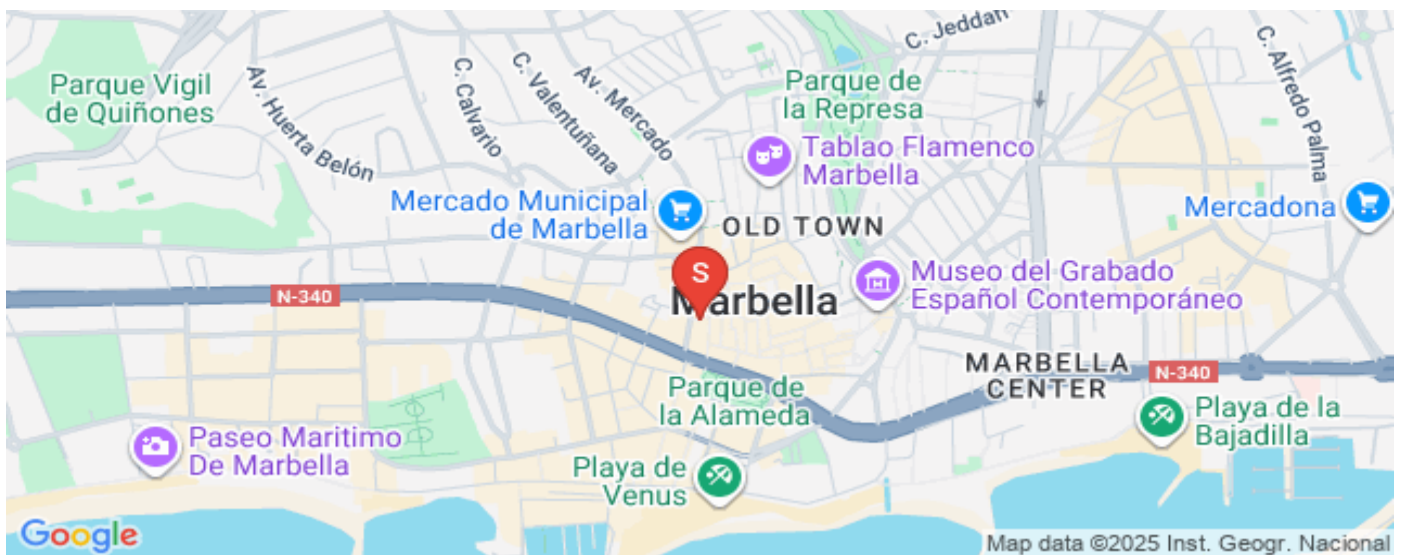 C. Jeddah
Parque Vigil
de Quiñones
Av. Huerta Belón
C. Calvario
C. Valentuñana
Av. Mercado
Parque de
la Represa
C. Alfredo Palma
Tablao Flamenco
Marbella
Mercado Municipal
de Marbella
OLD TOWN
Mercadona
S
Marbella
Museo del Grabado
Español Contemporáneo
N-340
MARBELLA
CENTER
N-340
Parque de
la Alameda
Playa de la
Bajadilla
Paseo Maritimo
De Marbella
Playa de
Venus
Google
Map data ©2025 Inst. Geogr. Nacional